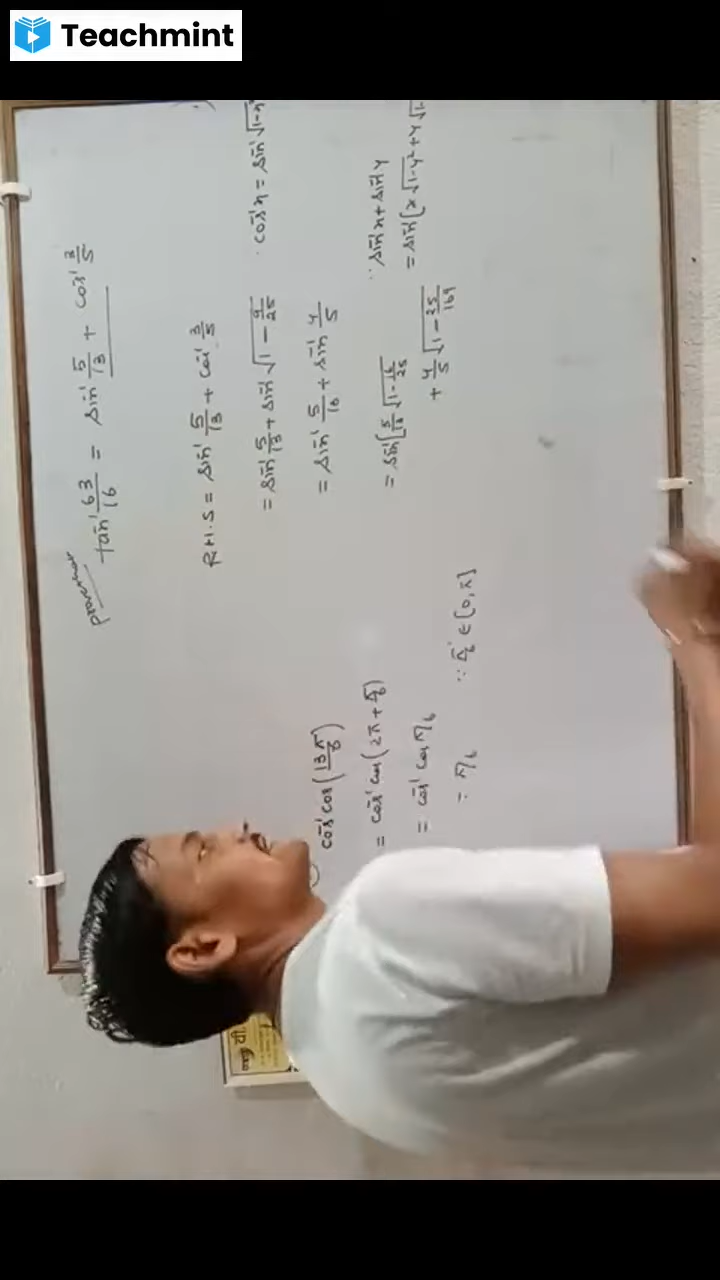 Teachmint
Prove that
tan⁻¹ 63/16 = sin⁻¹ 5/13 + cos⁻¹ 3/5
R.H.S = sin⁻¹ 5/13 + cos⁻¹ 3/5
= sin⁻¹ 5/13 + sin⁻¹ √(1 − 9/25)
cos⁻¹x = sin⁻¹ √1-x
= sin⁻¹ 5/13 + sin⁻¹ 4/5
∵ sin⁻¹x + sin⁻¹y
= sin⁻¹[x√1-y² + y√1-
= sin⁻¹[5/13 √(1 − 16/25)
+ 4/5 √(1 − 25/169)
cos⁻¹ cos(13π/6)
= cos⁻¹ cos(2π + π/6)
= cos⁻¹ cos π/6
= π/6 ∵ π/6 ∈ [0, π]